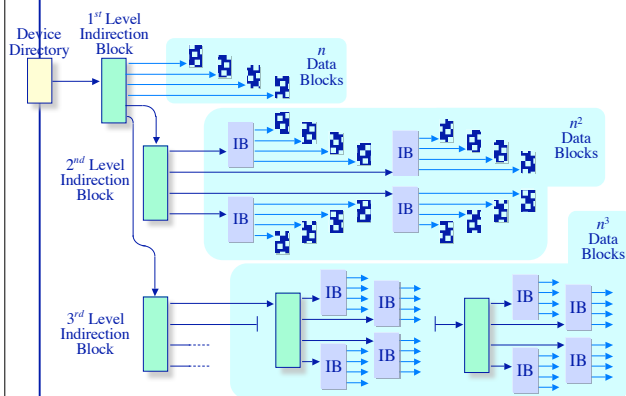 Device
Directory
1st Level
Indirection
Block
n
Data
Blocks
2nd Level
Indirection
Block
IB
IB
IB
IB
n2
Data
Blocks
n3
Data
Blocks
3rd Level
Indirection
Block
IB
IB
IB
IB
IB
IB
IB
IB